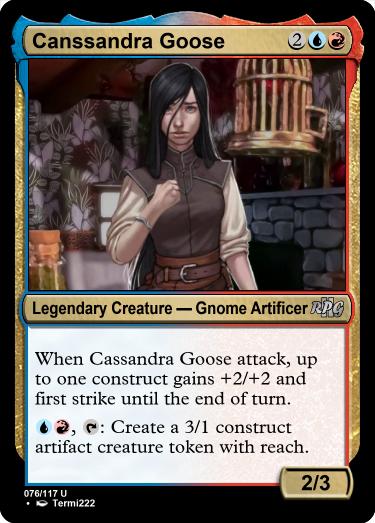 Canssandra Goose 2
Legendary Creature — Gnome Artificer RPG
When Cassandra Goose attack, up
to one construct gains +2/+2 and
first strike until the end of turn.
: Create a 3/1 construct
artifact creature token with reach.
2/3
076/117 U
• Termi222